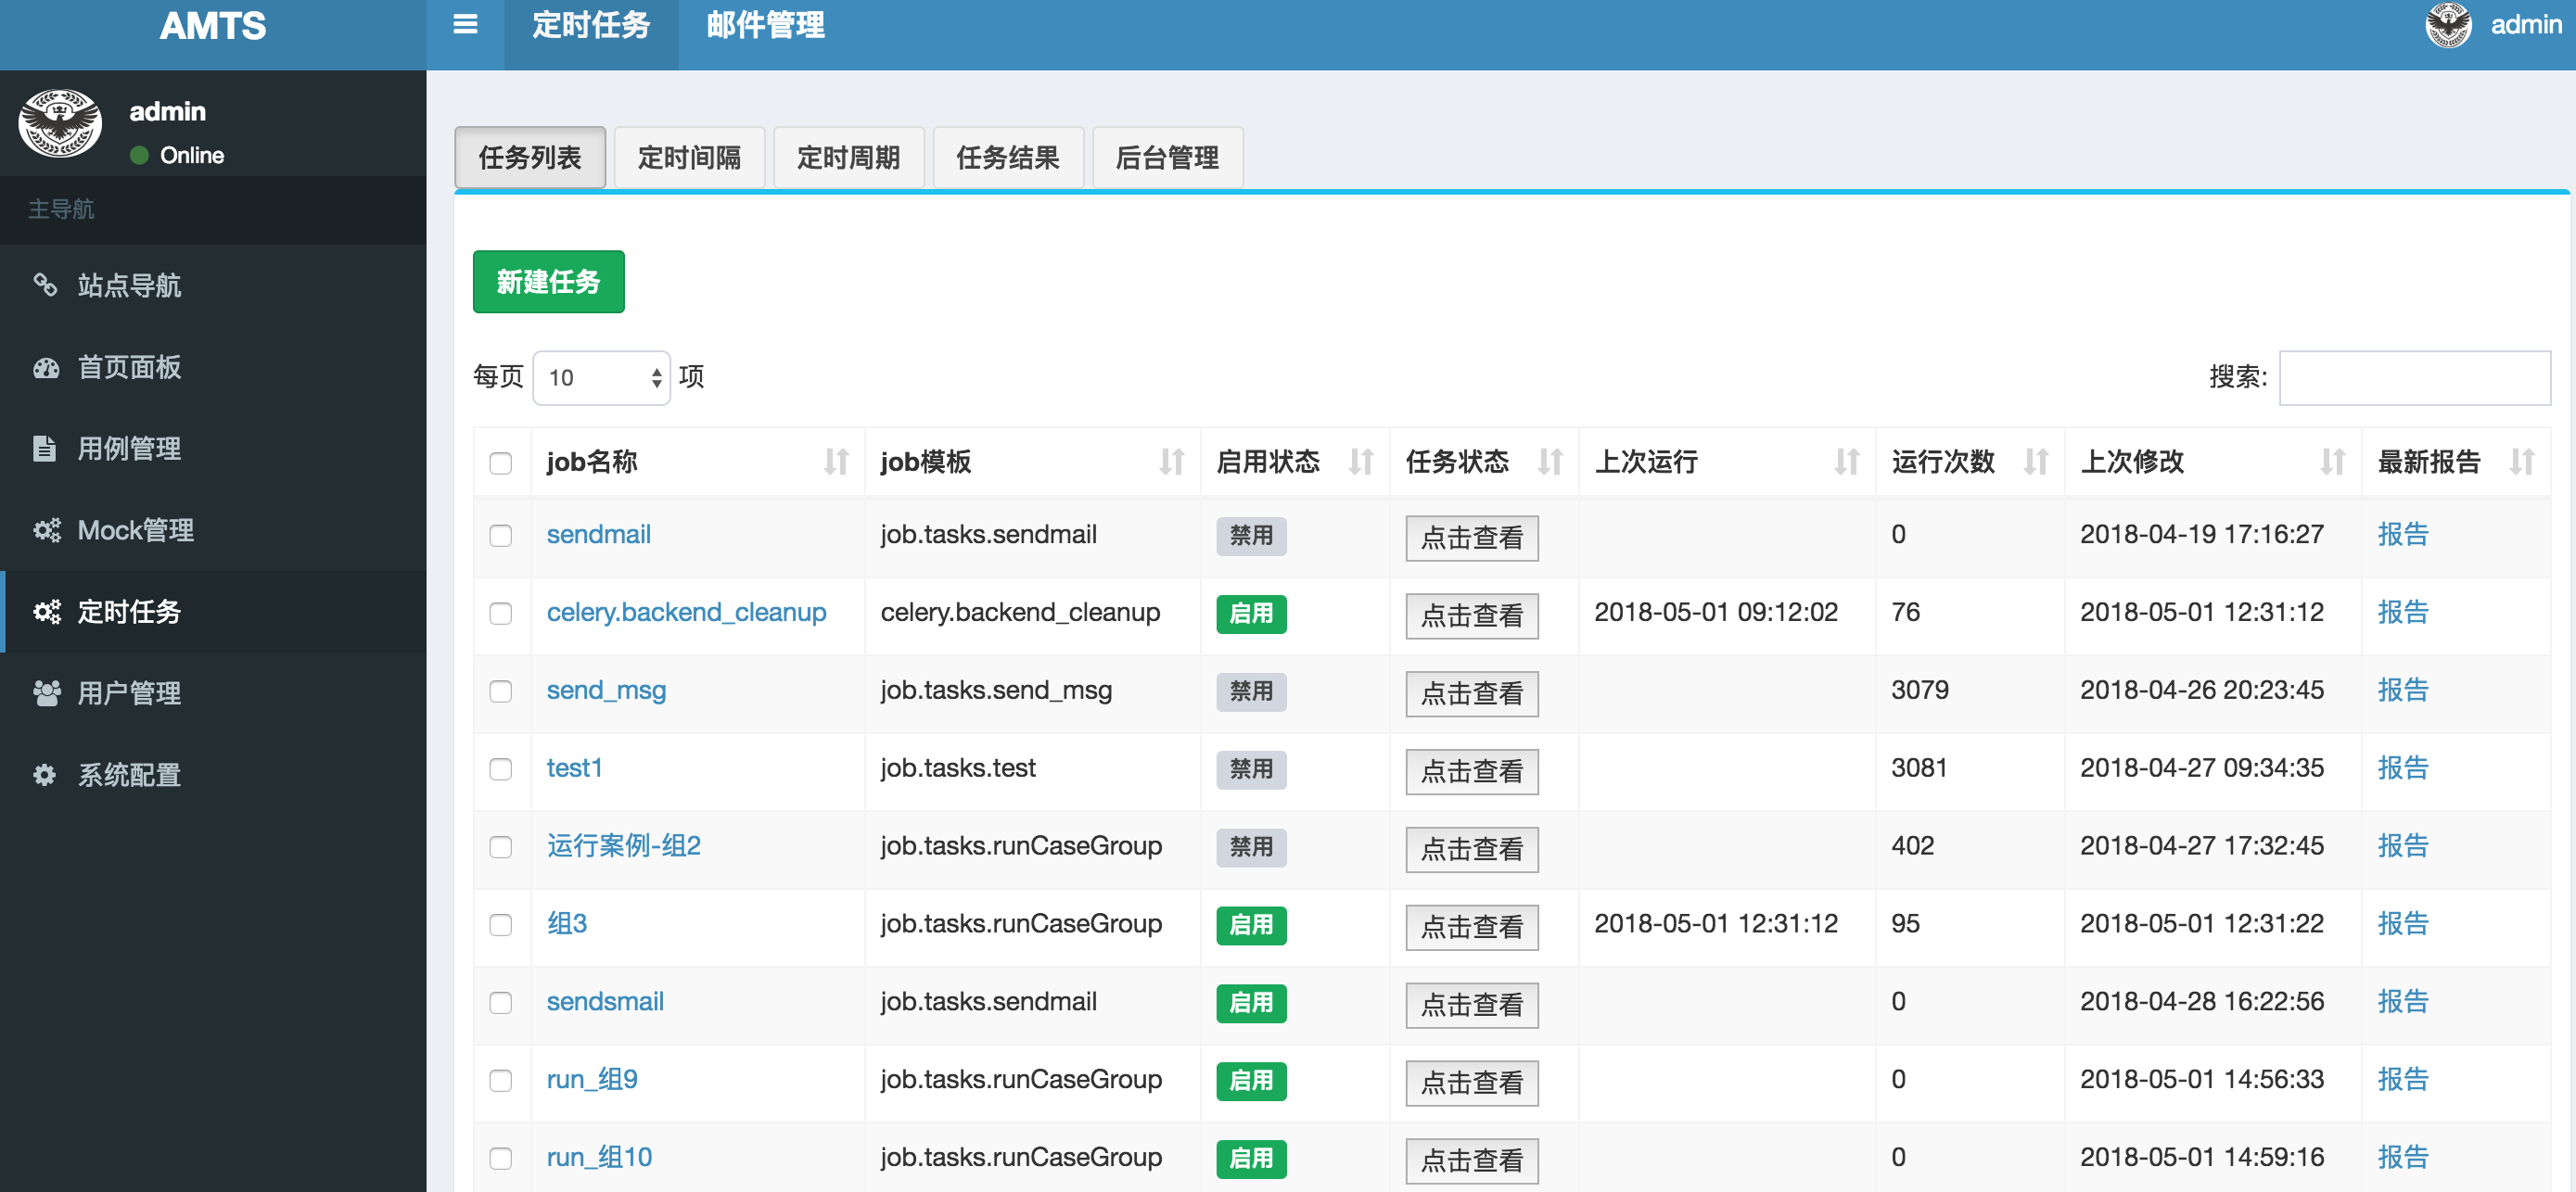 AMTS
定时任务
邮件管理
admin
admin
Online
主导航
站点导航
首页面板
用例管理
Mock管理
定时任务
用户管理
系统配置
任务列表 定时间隔 定时周期 任务结果 后台管理
新建任务
每页 10 项
搜索:
job名称 job模板 启用状态 任务状态 上次运行 运行次数 上次修改 最新报告
sendmail job.tasks.sendmail 禁用 点击查看 0 2018-04-19 17:16:27 报告
celery.backend_cleanup celery.backend_cleanup 启用 点击查看 2018-05-01 09:12:02 76 2018-05-01 12:31:12 报告
send_msg job.tasks.send_msg 禁用 点击查看 3079 2018-04-26 20:23:45 报告
test1 job.tasks.test 禁用 点击查看 3081 2018-04-27 09:34:35 报告
运行案例-组2 job.tasks.runCaseGroup 禁用 点击查看 402 2018-04-27 17:32:45 报告
组3 job.tasks.runCaseGroup 启用 点击查看 2018-05-01 12:31:12 95 2018-05-01 12:31:22 报告
sendsmail job.tasks.sendmail 启用 点击查看 0 2018-04-28 16:22:56 报告
run_组9 job.tasks.runCaseGroup 启用 点击查看 0 2018-05-01 14:56:33 报告
run_组10 job.tasks.runCaseGroup 启用 点击查看 0 2018-05-01 14:59:16 报告